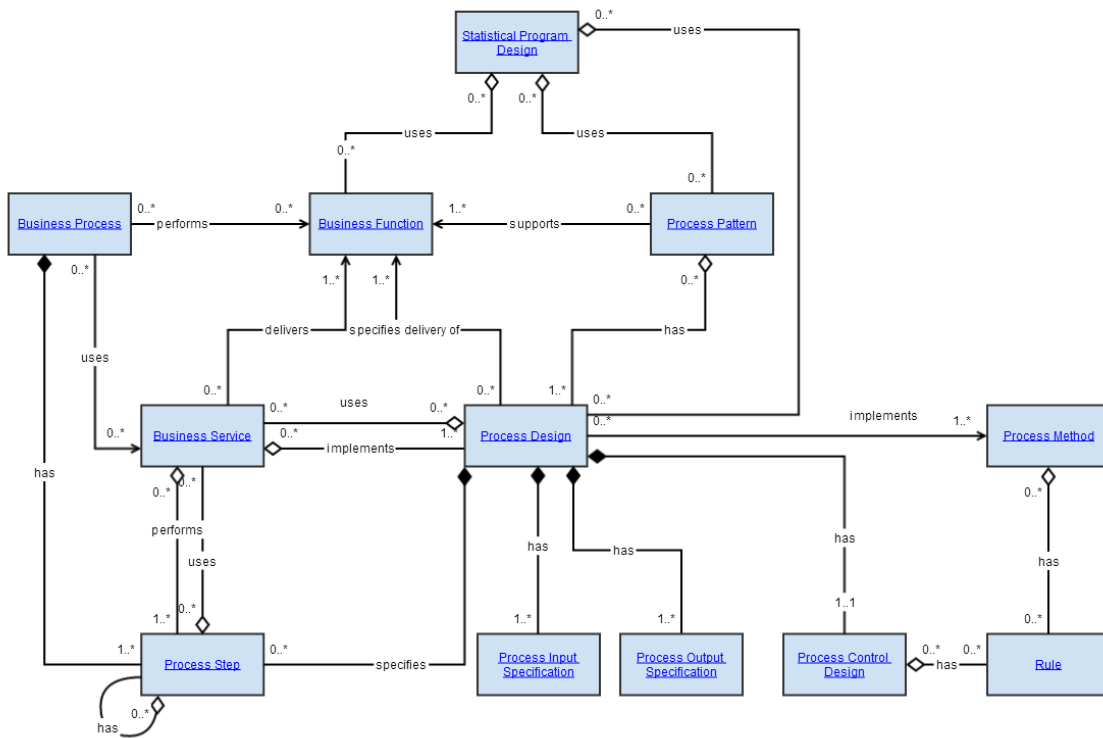 0..*
Statistical Program
Design
uses
0..*
0..*
0..*
uses
uses
0..*
0..*
Business Process
0..*
performs
0..*
Business Function
1..*
supports
0..*
Process Pattern
0..*
1..*
1..*
0..*
delivers
specifies delivery of
has
uses
0..*
0..*
1..*
0..*
0..*
uses
0..*
0..*
implements
1..*
0..*
Business Service
0..*
implements
1..*
Process Design
Process Method
0..*
0..*
0..*
has
performs
uses
has
has
has
has
1..*
0..*
1..*
1..*
1..1
0..*
1..*
Process Step
0..*
specifies
Process Input
Specification
Process Output
Specification
Process Control
Design
0..*
has
0..*
Rule
0..*
has